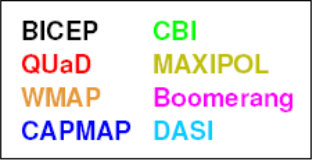 BICEP CBI
QUaD MAXIPOL
WMAP Boomerang
CAPMAP DASI